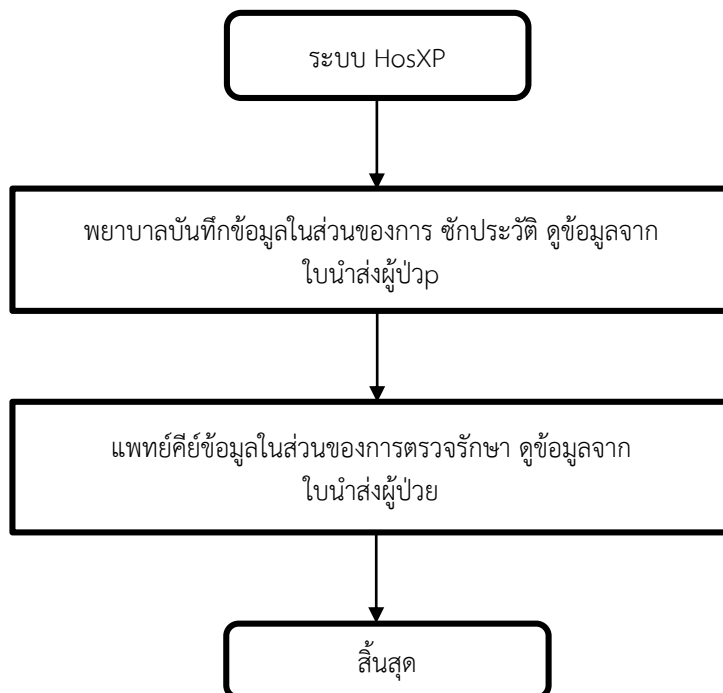 ระบบ HosXP
พยาบาลบันทึกข้อมูลในส่วนของการ ซักประวัติ ดูข้อมูลจาก
ใบนำส่งผู้ป่วp
แพทย์คีย์ข้อมูลในส่วนของการตรวจรักษา ดูข้อมูลจาก
ใบนำส่งผู้ป่วย
สิ้นสุด